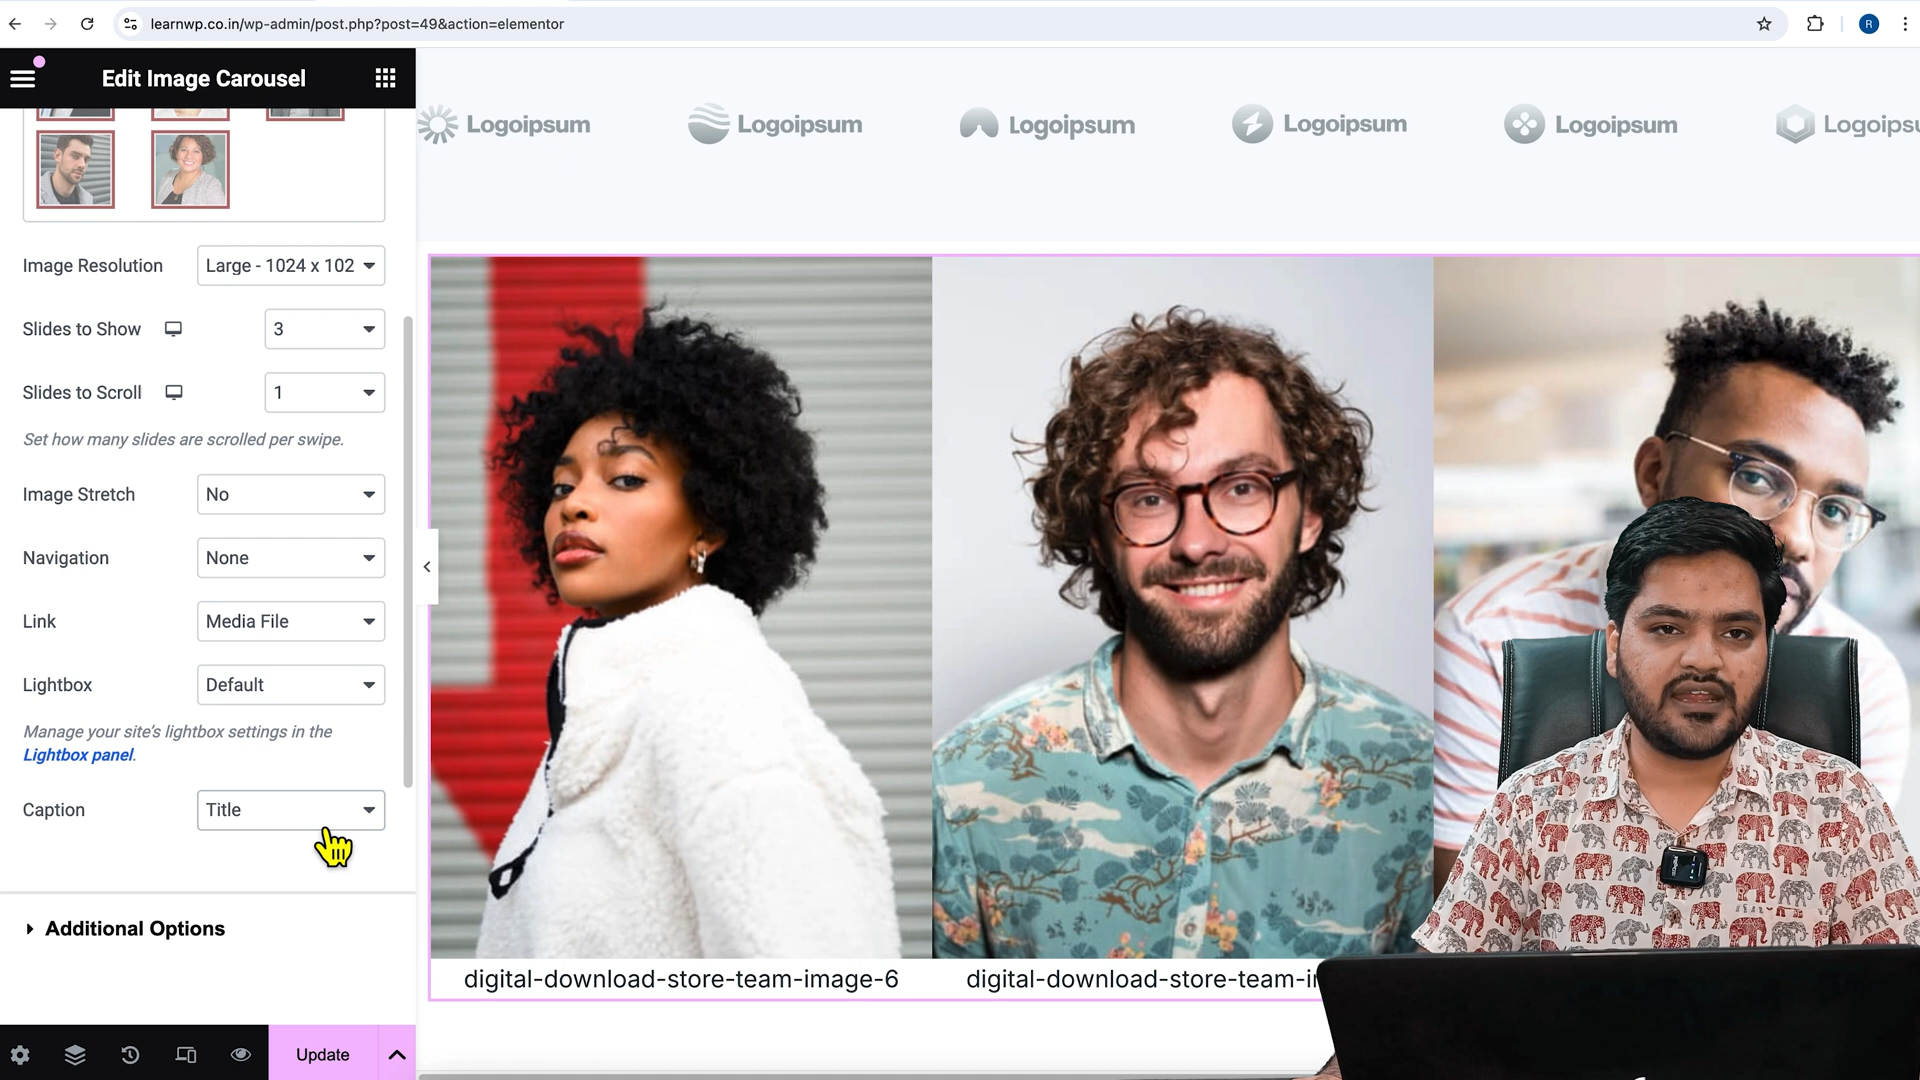 learnwp.co.in/wp-admin/post.php?post=49&action=elementor
R
Edit Image Carousel
Logoipsum
Logoipsum
Logoipsum
Logoipsum
Logoipsum
Logoipsu
Image Resolution
Large - 1024 x 102
Slides to Show
3
Slides to Scroll
1
Set how many slides are scrolled per swipe.
Image Stretch
No
Navigation
None
Link
Media File
Lightbox
Default
Manage your site's lightbox settings in the
Lightbox panel.
Caption
Title
Additional Options
Update
digital-download-store-team-image-6
digital-download-store-team-i